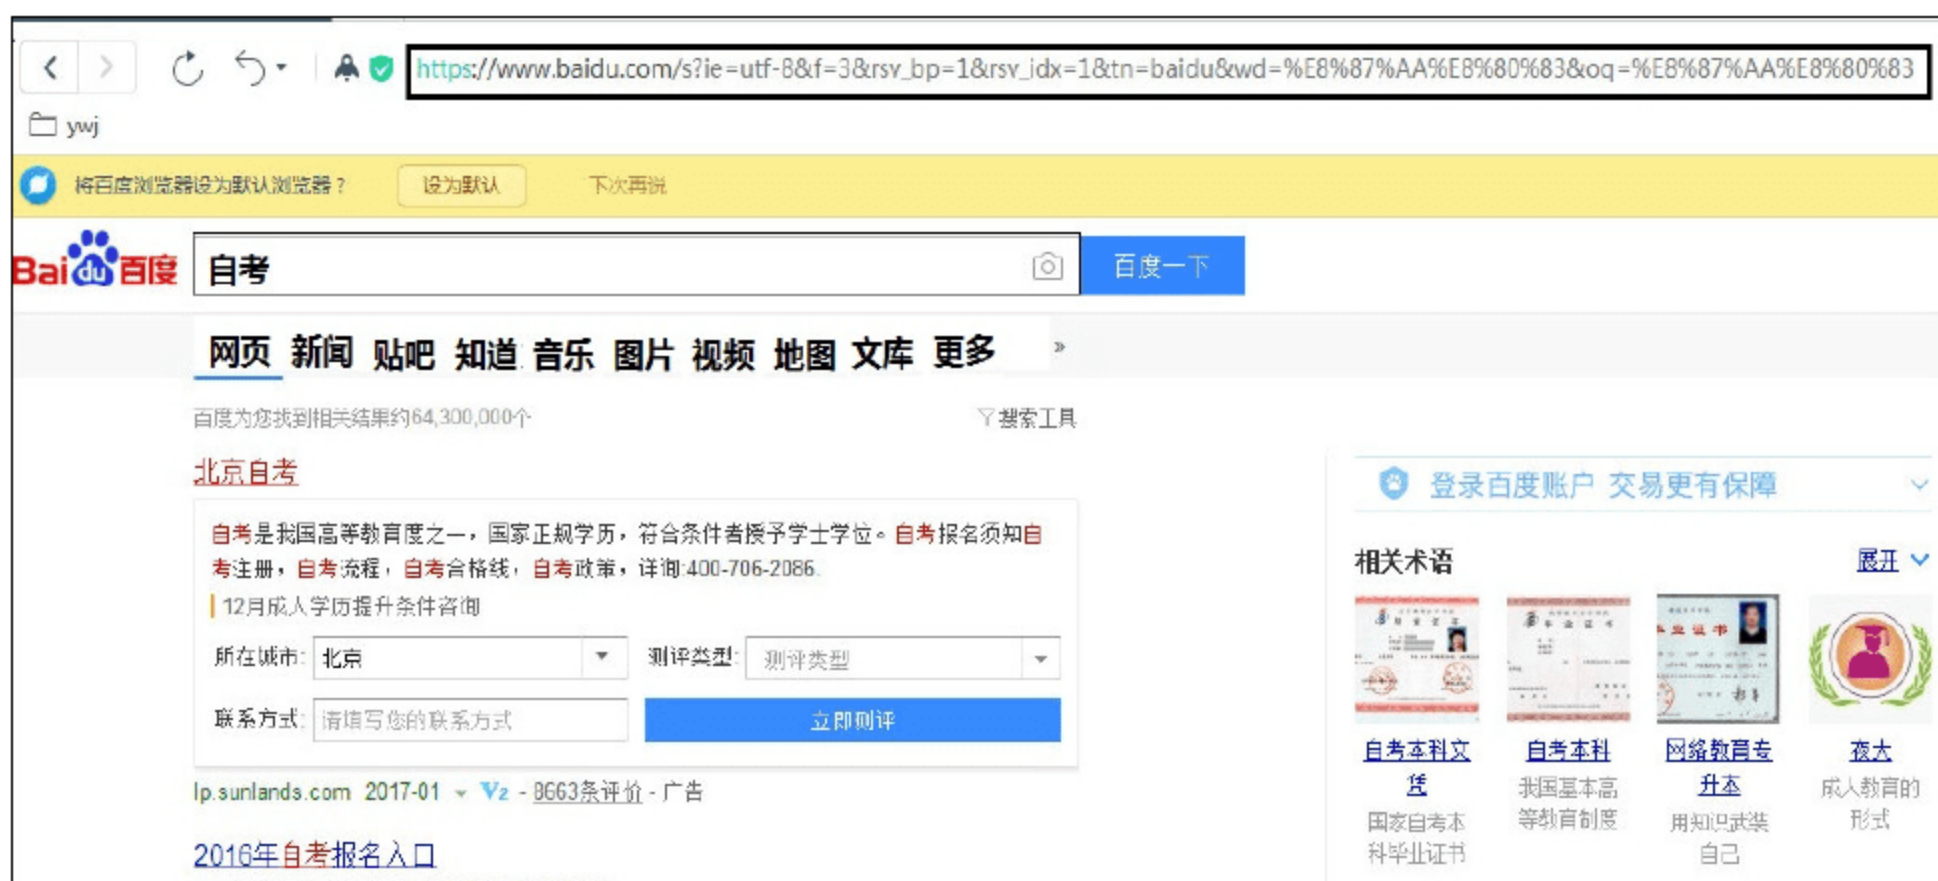 https://www.baidu.com/s?ie=utf-8&f=3&rsv_bp=1&rsv_idx=1&tn=baidu&wd=%E8%87%AA%E8%80%83&oq=%E8%87%AA%E8%80%83
ywj
将百度浏览器设为默认浏览器？ 设为默认 下次再说
Bai du 百度 自考 百度一下
网页 新闻 贴吧 知道 音乐 图片 视频 地图 文库 更多 »
百度为您找到相关结果约64,300,000个 搜索工具
北京自考
自考是我国高等教育度之一，国家正规学历，符合条件者授予学士学位。自考报名须知自
考注册，自考流程，自考合格线，自考政策，详询:400-706-2086.
12月成人学历提升条件咨询
所在城市: 北京 测评类型: 测评类型
联系方式: 请填写您的联系方式 立即测评
lp.sunlands.com 2017-01 V2 - 8663条评价 - 广告
2016年自考报名入口
登录百度账户 交易更有保障
相关术语 展开
自考本科文
凭
国家自考本
科毕业证书
自考本科
我国基本高
等教育制度
网络教育专
升本
用知识武装
自己
夜大
成人教育的
形式